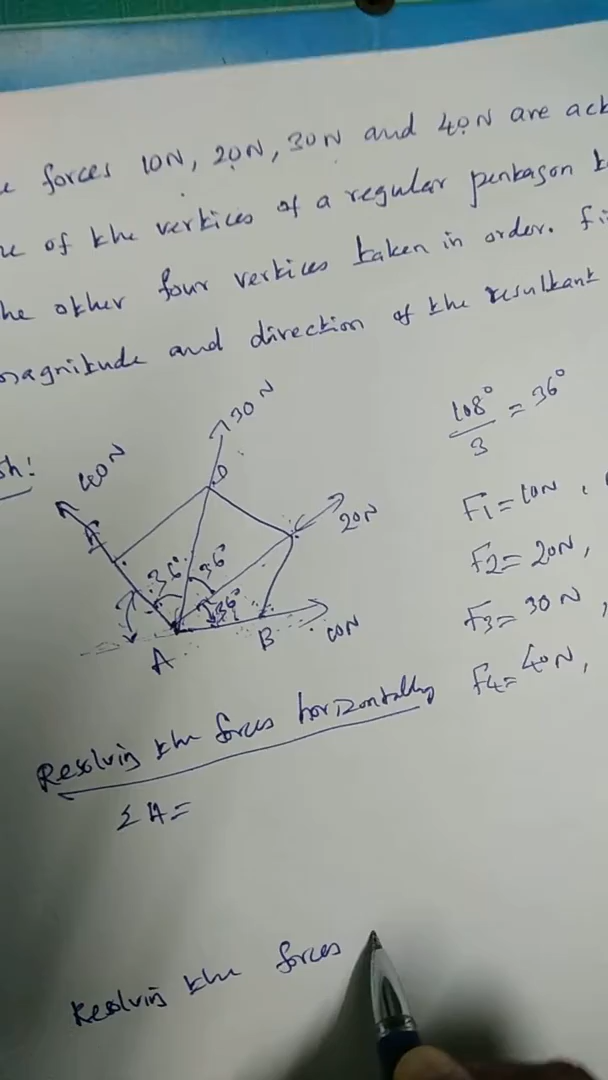 forces 10N, 20N, 30N and 40N are
of the vertices of a regular pentagon
the other four vertices taken in order.
magnitude and direction of the resultant
108°
3
= 36°
30N
40N
D
20N
36°
36°
36°
A
B
10N
F1 = 10N,
F2 = 20N,
F3 = 30N,
F4 = 40N,
Resolving the forces horizontally
ΣH =
Resolving the forces